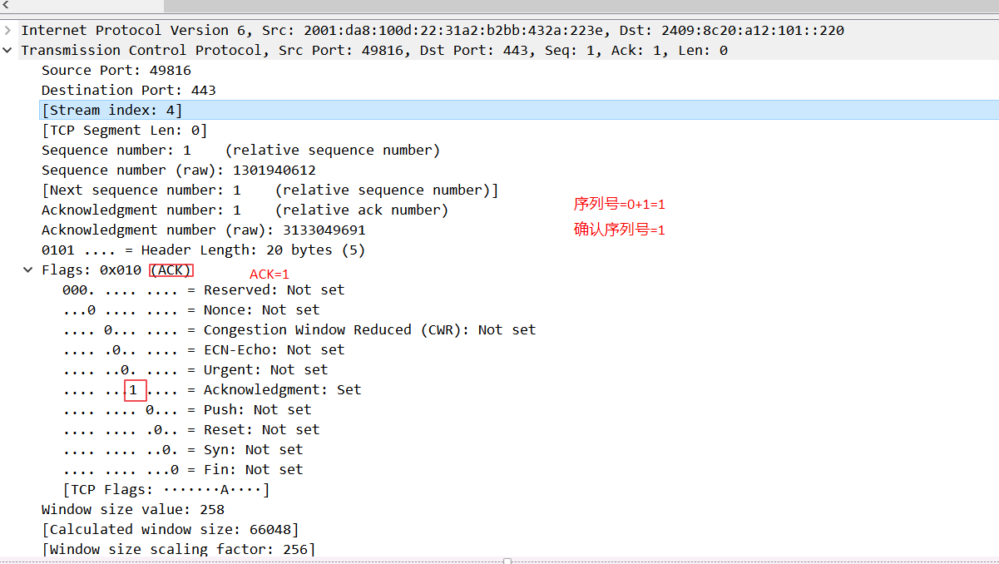 Internet Protocol Version 6, Src: 2001:da8:100d:22:31a2:b2bb:432a:223e, Dst: 2409:8c20:a12:101::220
Transmission Control Protocol, Src Port: 49816, Dst Port: 443, Seq: 1, Ack: 1, Len: 0
Source Port: 49816
Destination Port: 443
[Stream index: 4]
[TCP Segment Len: 0]
Sequence number: 1    (relative sequence number)
Sequence number (raw): 1301940612
[Next sequence number: 1    (relative sequence number)]
序列号=0+1=1
Acknowledgment number: 1    (relative ack number)
Acknowledgment number (raw): 3133049691
确认序列号=1
0101 .... = Header Length: 20 bytes (5)
Flags: 0x010 (ACK)
ACK=1
000. .... .... = Reserved: Not set
...0 .... .... = Nonce: Not set
.... 0... .... = Congestion Window Reduced (CWR): Not set
.... .0.. .... = ECN-Echo: Not set
.... ..0. .... = Urgent: Not set
.... ...1 .... = Acknowledgment: Set
.... .... 0... = Push: Not set
.... .... .0.. = Reset: Not set
.... .... ..0. = Syn: Not set
.... .... ...0 = Fin: Not set
[TCP Flags: ·······A····]
Window size value: 258
[Calculated window size: 66048]
[Window size scaling factor: 256]